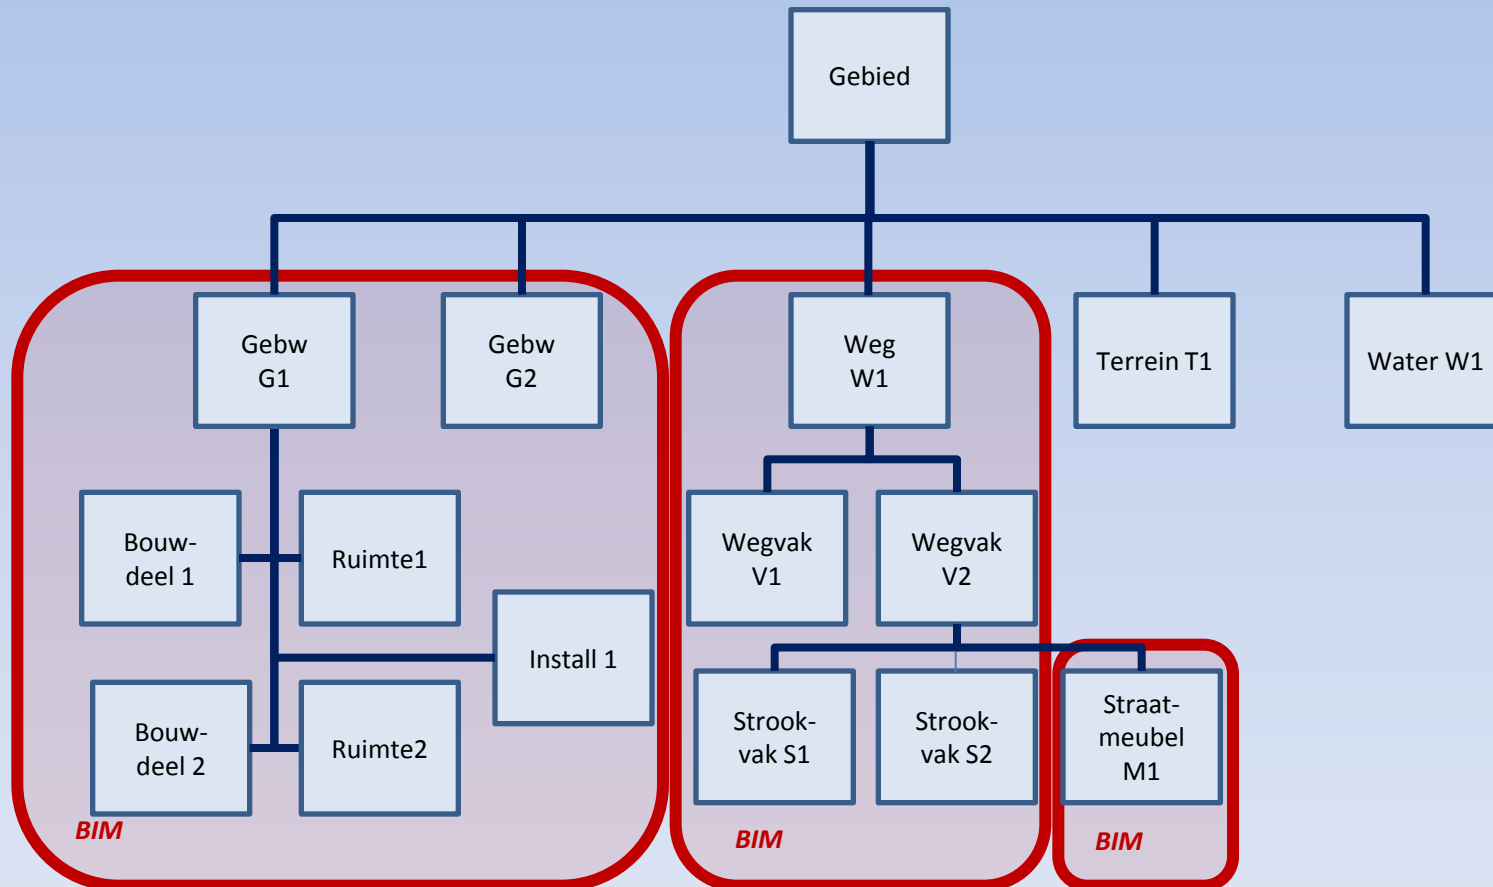 Gebied
Gebw
G1
Gebw
G2
Weg
W1
Terrein T1
Water W1
Bouw-
deel 1
Ruimte1
Install 1
Bouw-
deel 2
Ruimte2
BIM
Wegvak
V1
Wegvak
V2
Strook-
vak S1
Strook-
vak S2
BIM
Straat-
meubel
M1
BIM